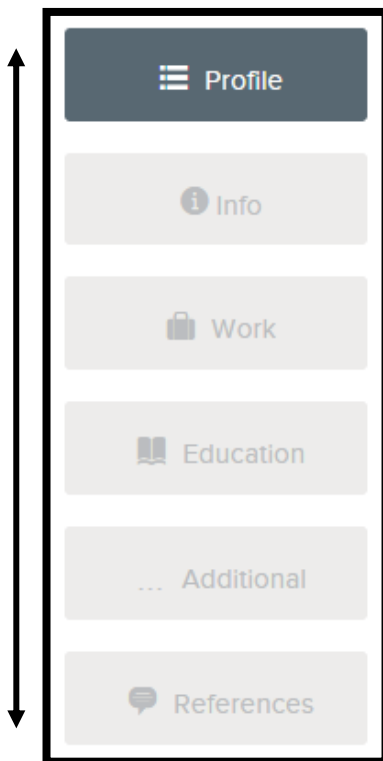 Profile
Info
Work
Education
... Additional
References